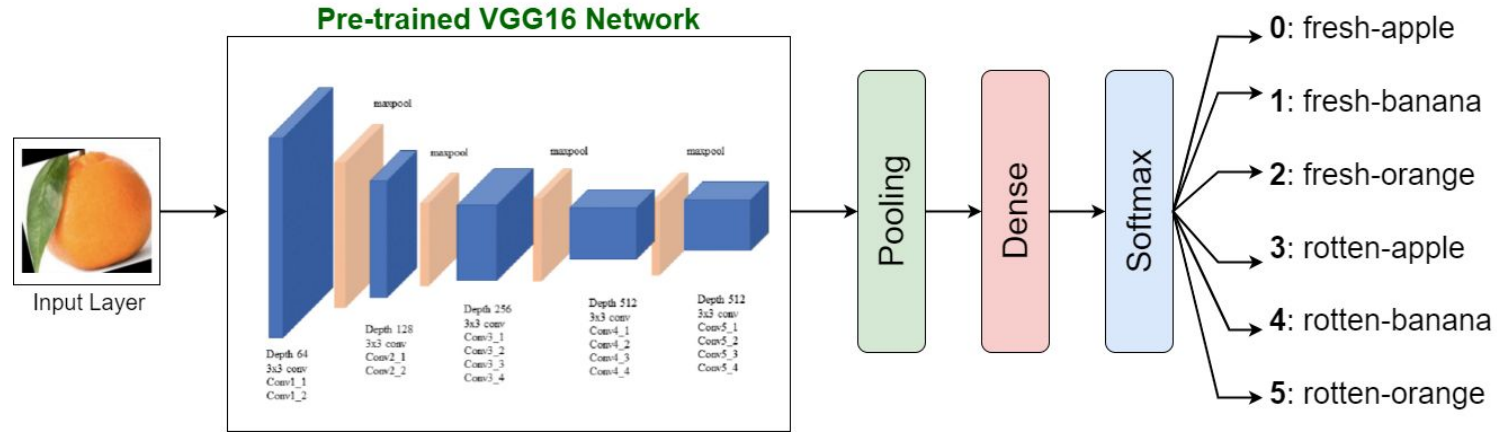 Pre-trained VGG16 Network
maxpool
maxpool
maxpool
maxpool
Depth 64
3x3 conv
Conv1_1
Conv1_2
Depth 128
3x3 conv
Conv2_1
Conv2_2
Depth 256
3x3 conv
Conv3_1
Conv3_2
Conv3_3
Conv3_4
Depth 512
3x3 conv
Conv4_1
Conv4_2
Conv4_3
Conv4_4
Depth 512
3x3 conv
Conv5_1
Conv5_2
Conv5_3
Conv5_4
Input Layer
Pooling
Dense
Softmax
0: fresh-apple
1: fresh-banana
2: fresh-orange
3: rotten-apple
4: rotten-banana
5: rotten-orange